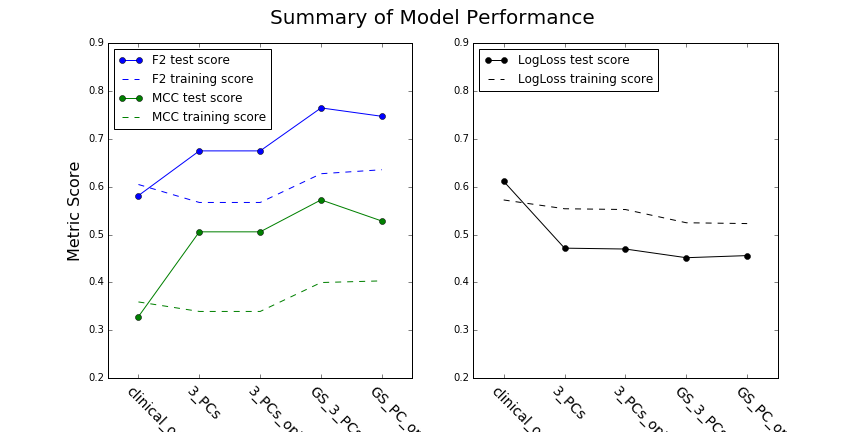 Summary of Model Performance
Metric Score
0.9
0.8
0.7
0.6
0.5
0.4
0.3
0.2
F2 test score
F2 training score
MCC test score
MCC training score
3_PCs
0.9
0.8
0.7
0.6
0.5
0.4
0.3
0.2
LogLoss test score
LogLoss training score
3_PCs